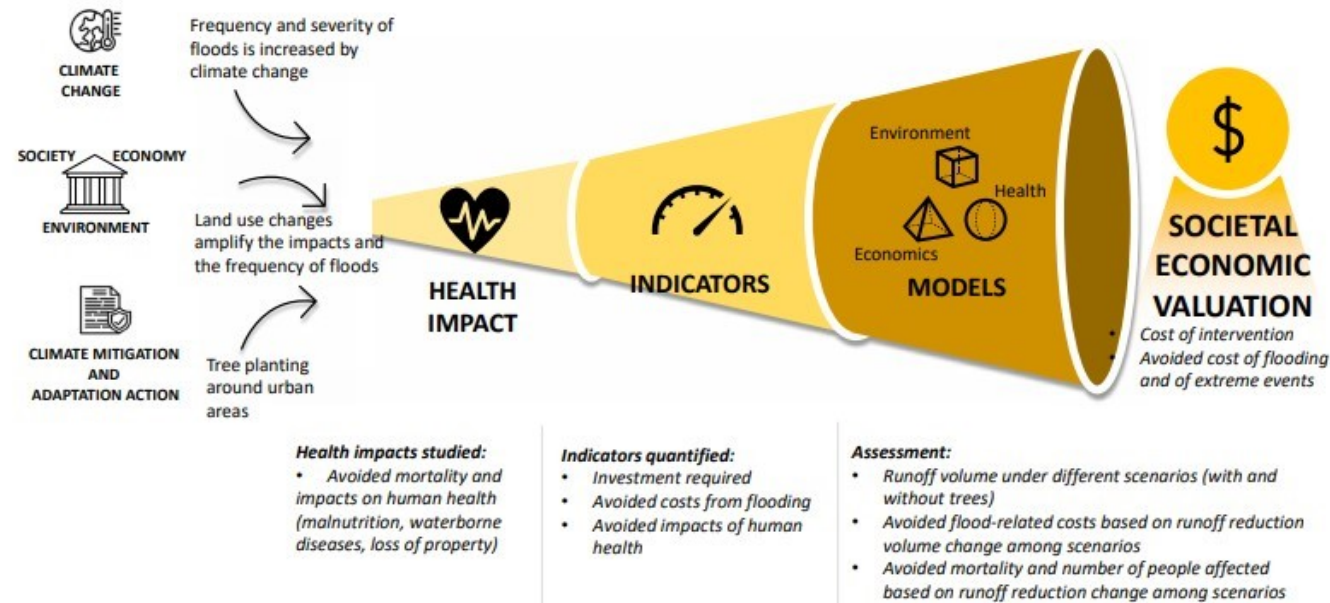 CLIMATE
CHANGE
Frequency and severity of
floods is increased by
climate change
SOCIETY ECONOMY
ENVIRONMENT
Land use changes
amplify the impacts and
the frequency of floods
CLIMATE MITIGATION
AND
ADAPTATION ACTION
Tree planting
around urban
areas
HEALTH
IMPACT
INDICATORS
Environment
Health
Economics
MODELS
$
SOCIETAL
ECONOMIC
VALUATION
• Cost of intervention
• Avoided cost of flooding
and of extreme events
Health impacts studied:
• Avoided mortality and
impacts on human health
(malnutrition, waterborne
diseases, loss of property)
Indicators quantified:
• Investment required
• Avoided costs from flooding
• Avoided impacts of human
health
Assessment:
• Runoff volume under different scenarios (with and
without trees)
• Avoided flood-related costs based on runoff reduction
volume change among scenarios
• Avoided mortality and number of people affected
based on runoff reduction change among scenarios